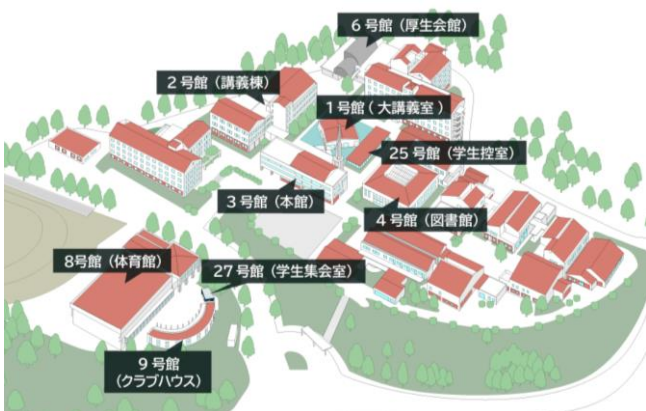 6号館（厚生会館）
2号館（講義棟）
1号館（大講義室）
25号館（学生控室）
3号館（本館）
4号館（図書館）
8号館（体育館）
27号館（学生集会室）
9号館
（クラブハウス）